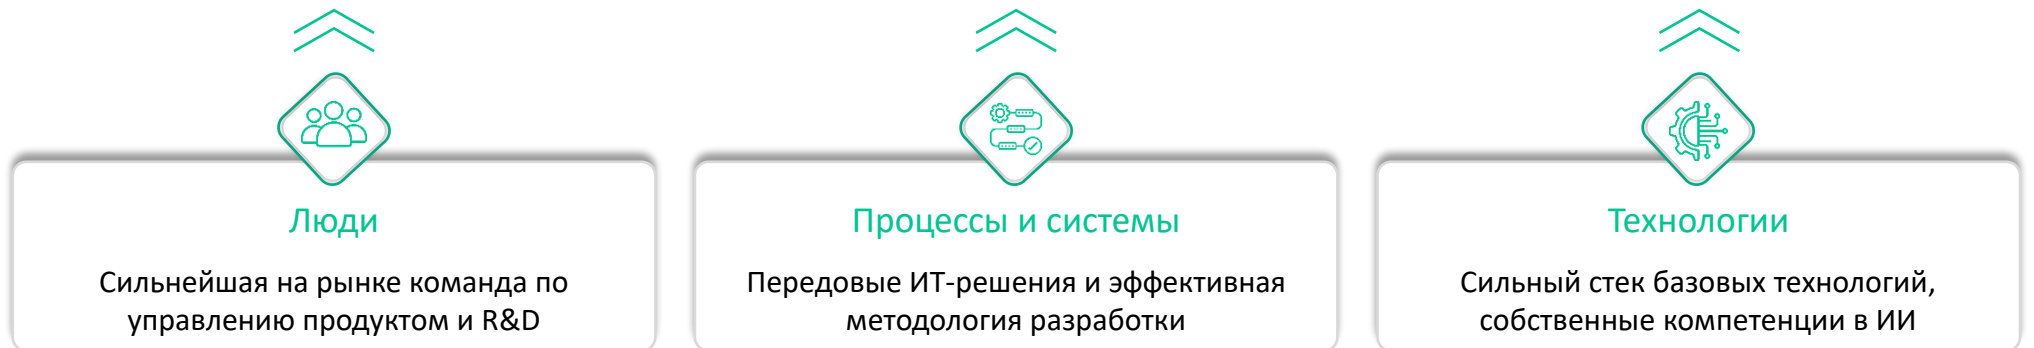 Люди
Сильнейшая на рынке команда по
управлению продуктом и R&D
Процессы и системы
Передовые ИТ-решения и эффективная
методология разработки
Технологии
Сильный стек базовых технологий,
собственные компетенции в ИИ